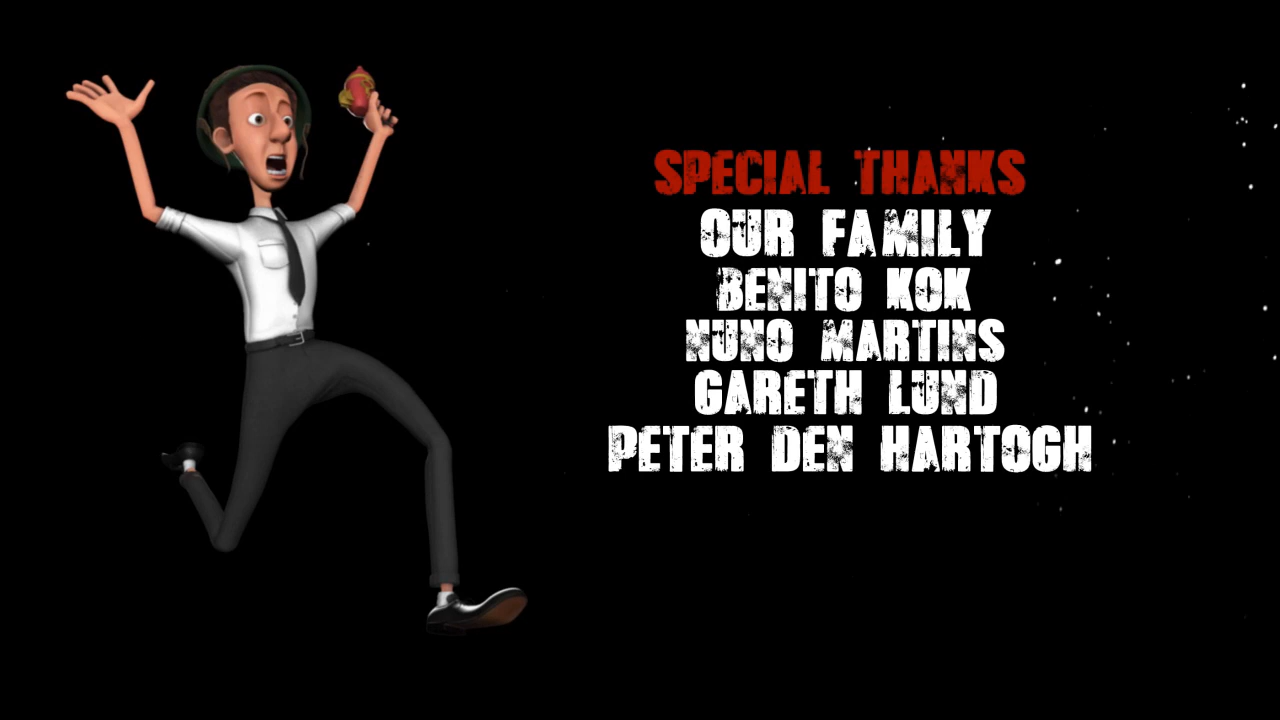 SPECIAL THANKS
OUR FAMILY
BENITO KOK
NUNO MARTINS
GARETH LUND
PETER DEN HARTOGH